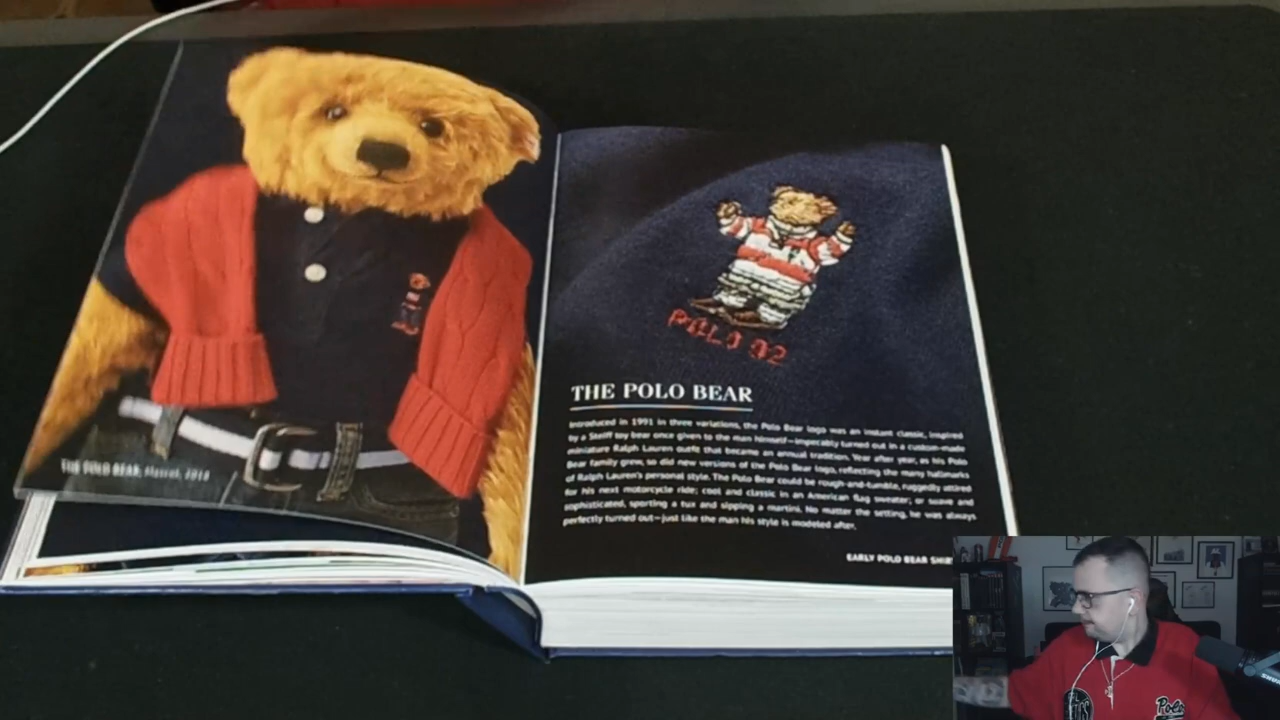 POLO 92
THE POLO BEAR
Introduced in 1991 in three variations, the Polo Bear logo was an instant classic, inspired
by a Steiff toy bear once given to the man himself—impeccably turned out in a custom-made
miniature Ralph Lauren outfit that became an annual tradition. Year after year, as his Polo
Bear family grew, so did new versions of the Polo Bear logo, reflecting the many hallmarks
of Ralph Lauren's personal style. The Polo Bear could be rough-and-tumble, ruggedly attired
for his next motorcycle ride; cool and classic in an American flag sweater; or suave and
sophisticated, sporting a tux and sipping a martini. No matter the setting, he was always
perfectly turned out—just like the man his style is modeled after.
THE POLO BEAR,
EARLY POLO BEAR
Polo
SHU